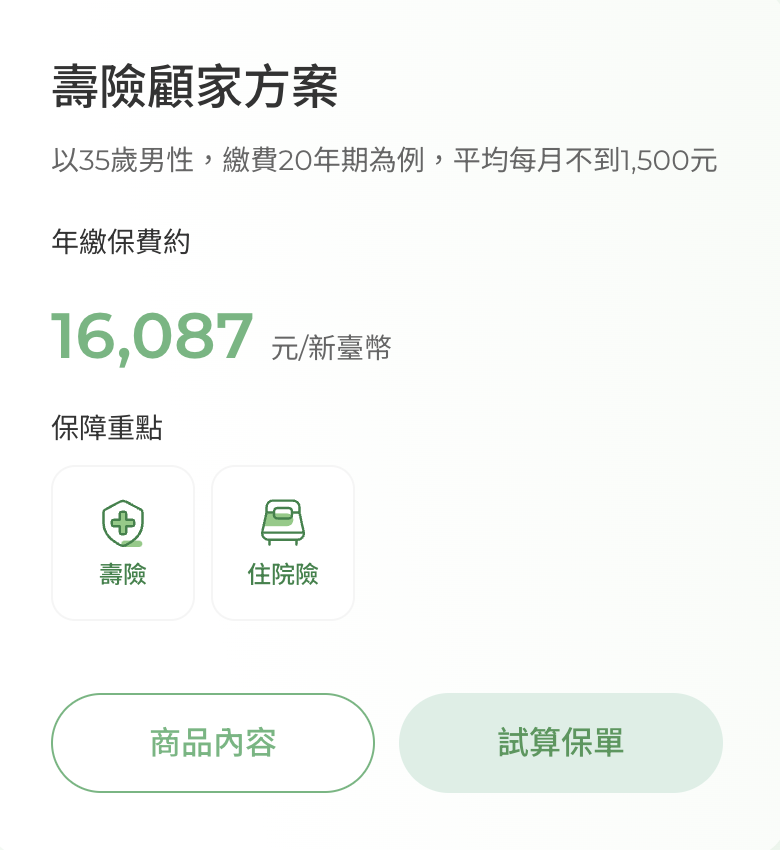 壽險顧家方案
以35歲男性，繳費20年期為例，平均每月不到1,500元
年繳保費約
16,087 元/新臺幣
保障重點
壽險 住院險
商品內容 試算保單